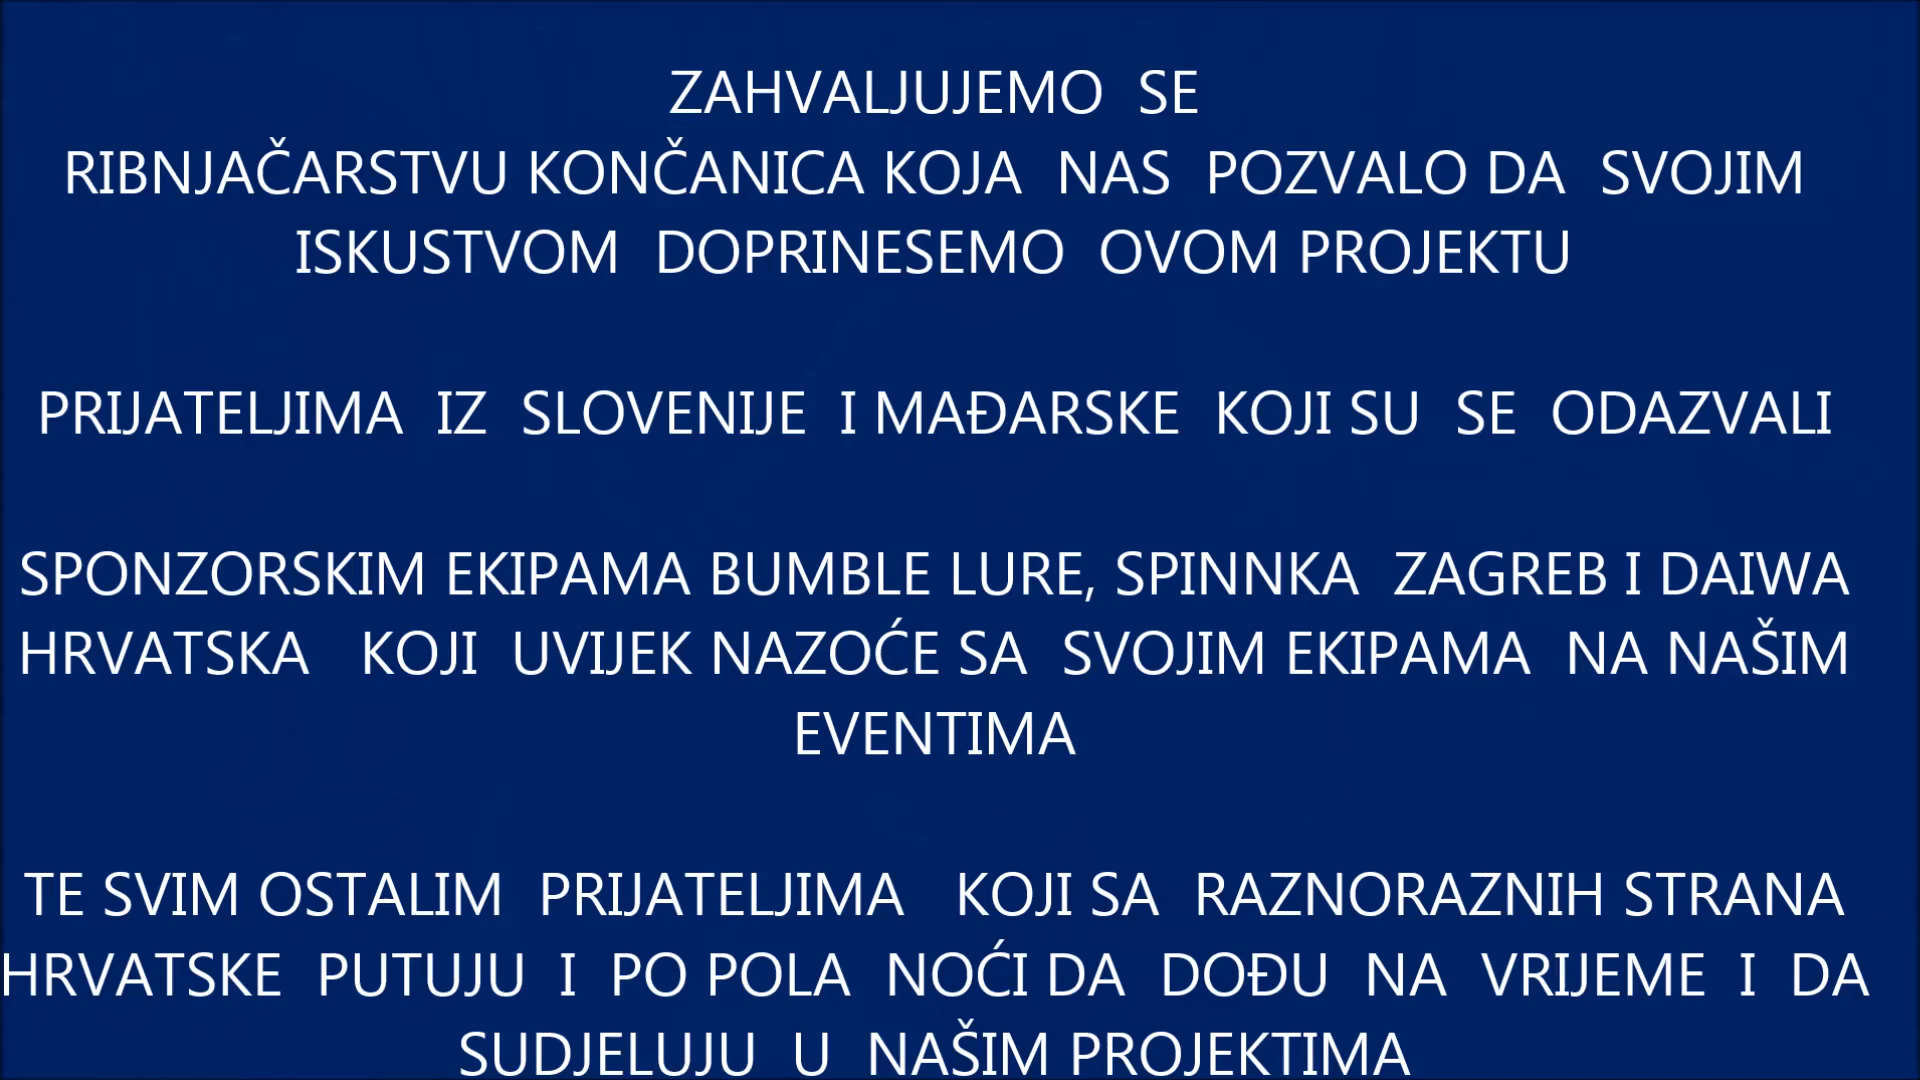 ZAHVALJUJEMO SE
RIBNJAČARSTVU KONČANICA KOJA NAS POZVALO DA SVOJIM
ISKUSTVOM DOPRINESEMO OVOM PROJEKTU
PRIJATELJIMA IZ SLOVENIJE I MAĐARSKE KOJI SU SE ODAZVALI
SPONZORSKIM EKIPAMA BUMBLE LURE, SPINNKA ZAGREB I DAIWA
HRVATSKA KOJI UVIJEK NAZOĆE SA SVOJIM EKIPAMA NA NAŠIM
EVENTIMA
TE SVIM OSTALIM PRIJATELJIMA KOJI SA RAZNORAZNIH STRANA
HRVATSKE PUTUJU I PO POLA NOĆI DA DOĐU NA VRIJEME I DA
SUDJELUJU U NAŠIM PROJEKTIMA